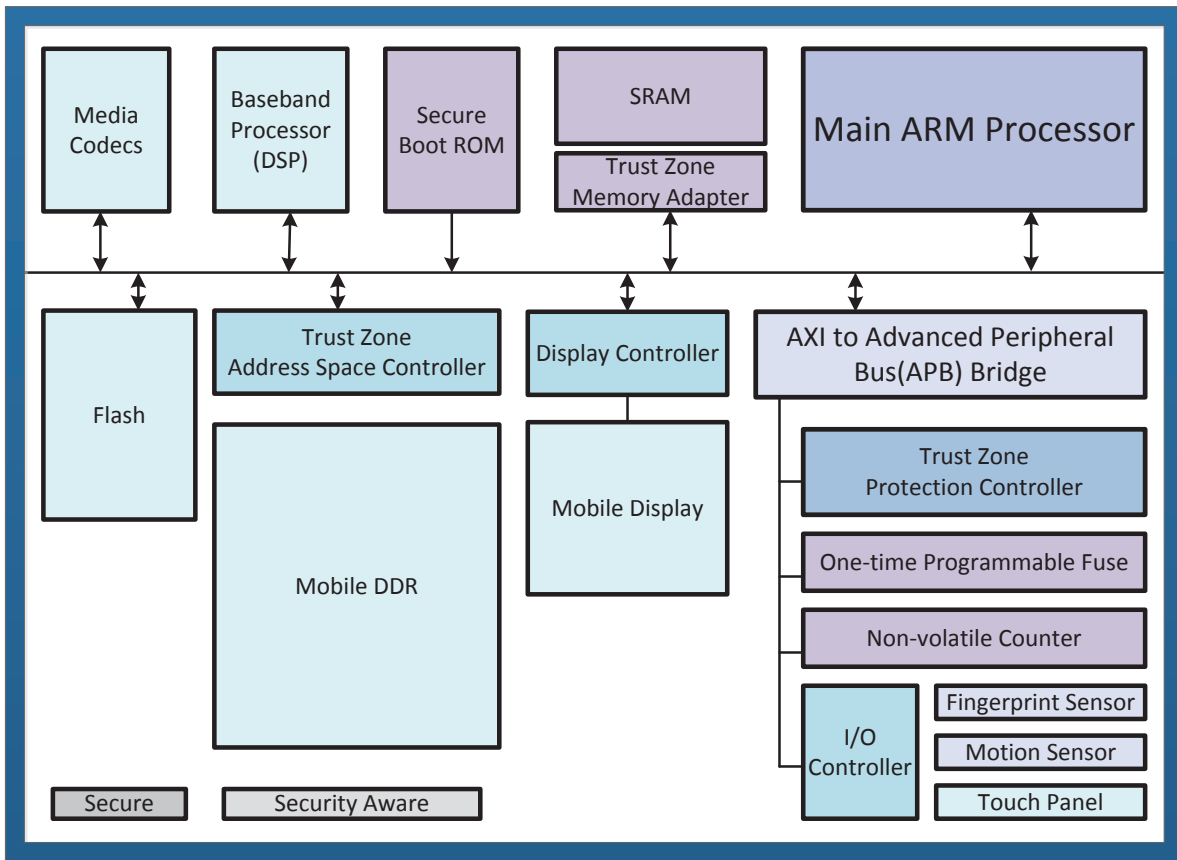 Media
Codecs
Baseband
Processor
(DSP)
Secure
Boot ROM
SRAM
Trust Zone
Memory Adapter
Main ARM Processor
Flash
Trust Zone
Address Space Controller
Mobile DDR
Display Controller
Mobile Display
AXI to Advanced Peripheral
Bus(APB) Bridge
Trust Zone
Protection Controller
One-time Programmable Fuse
Non-volatile Counter
I/O
Controller
Fingerprint Sensor
Motion Sensor
Touch Panel
Secure
Security Aware